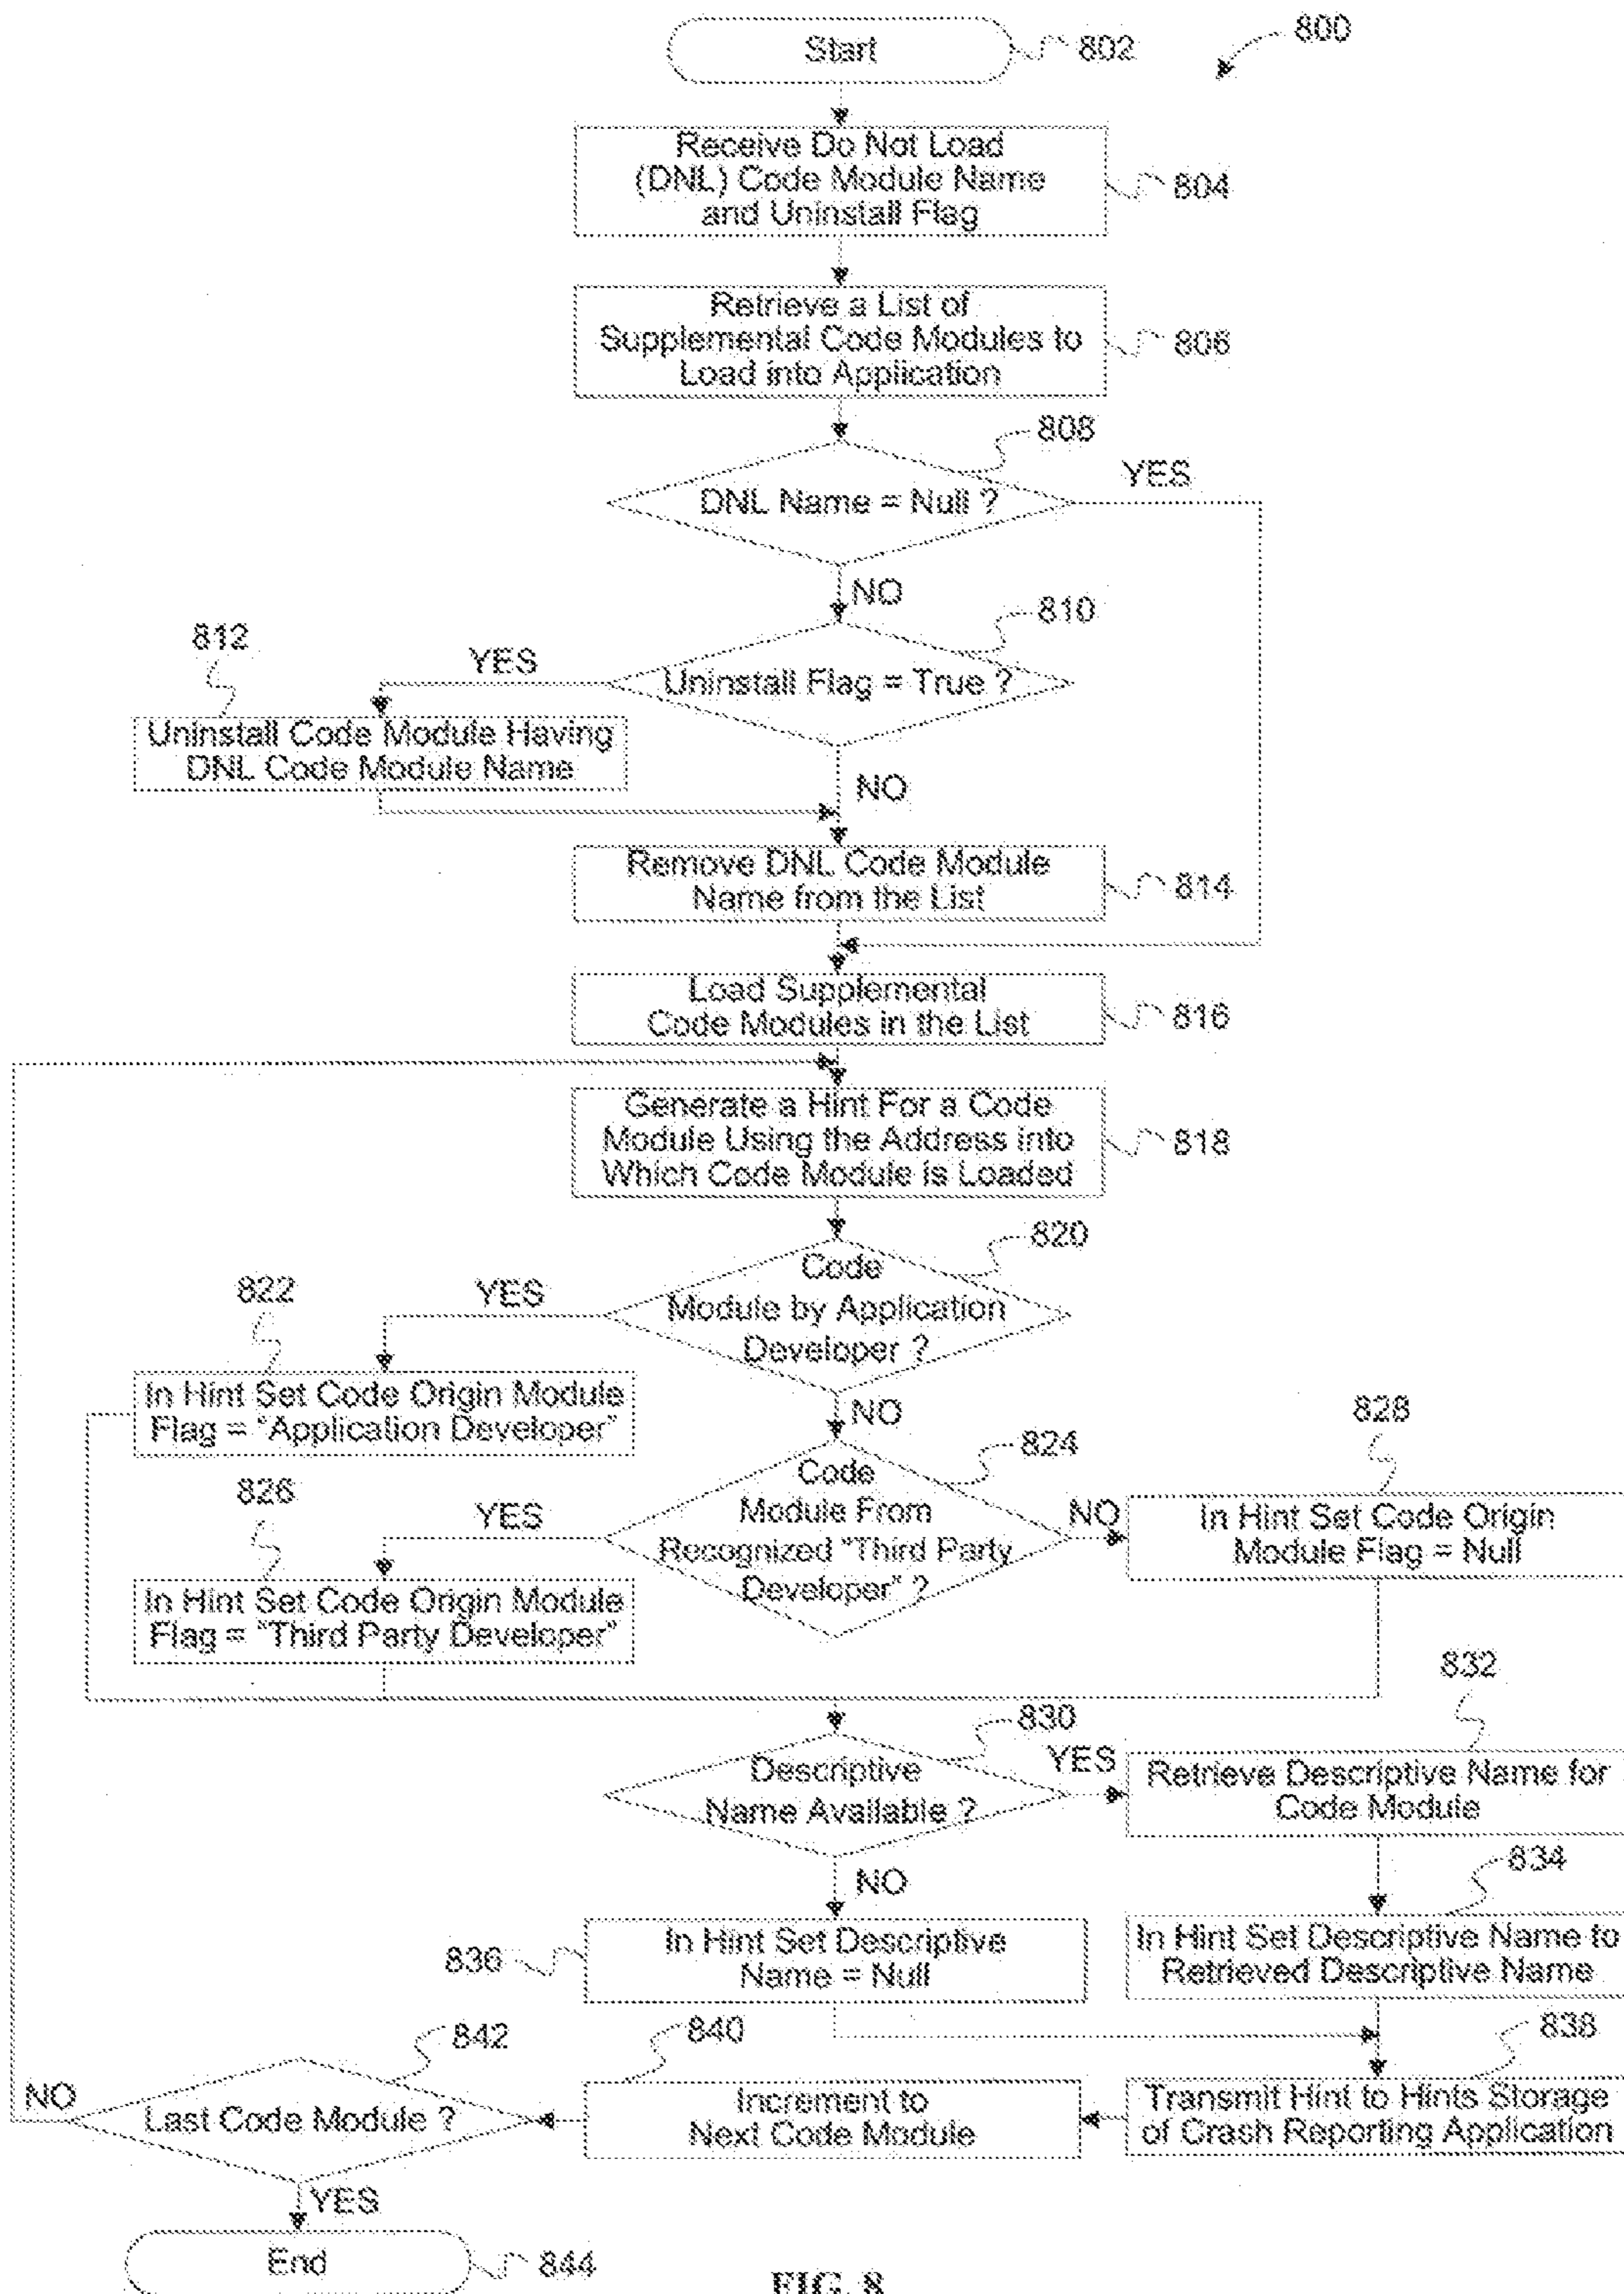 800
Start
802
Receive Do Not Load
(DNL) Code Module Name
and Uninstall Flag
804
Retrieve a List of
Supplemental Code Modules to
Load into Application
806
808
DNL Name = Null ?
YES
NO
810
Uninstall Flag = True ?
YES
812
Uninstall Code Module Having
DNL Code Module Name
NO
Remove DNL Code Module
Name from the List
814
Load Supplemental
Code Modules in the List
816
Generate a Hint For a Code
Module Using the Address into
Which Code Module is Loaded
818
820
Code
Module by Application
Developer ?
YES
822
In Hint Set Code Origin Module
Flag = "Application Developer"
NO
824
Code
Module From
Recognized "Third Party
Developer" ?
YES
826
In Hint Set Code Origin Module
Flag = "Third Party Developer"
NO
828
In Hint Set Code Origin
Module Flag = Null
830
Descriptive
Name Available ?
YES
832
Retrieve Descriptive Name for
Code Module
834
In Hint Set Descriptive Name to
Retrieved Descriptive Name
NO
836
In Hint Set Descriptive
Name = Null
838
Transmit Hint to Hints Storage
of Crash Reporting Application
840
Increment to
Next Code Module
842
Last Code Module ?
NO
YES
End
844
FIG. 8